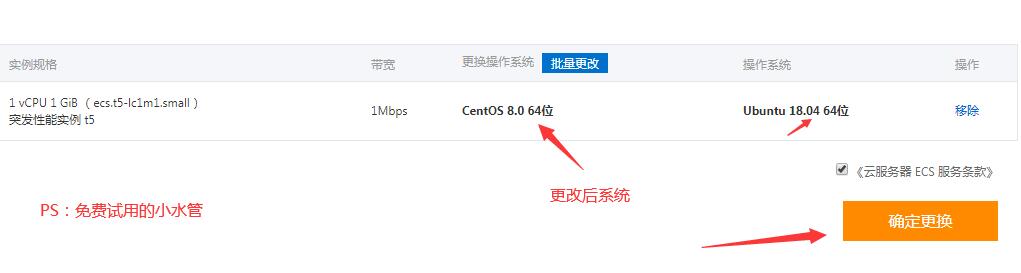 实例规格 带宽 更换操作系统 批量更改 操作系统 操作
1 vCPU 1 GiB （ecs.t5-lc1m1.small）
突发性能实例 t5
1Mbps CentOS 8.0 64位 Ubuntu 18.04 64位 移除
《云服务器 ECS 服务条款》
更改后系统
PS：免费试用的小水管
确定更换